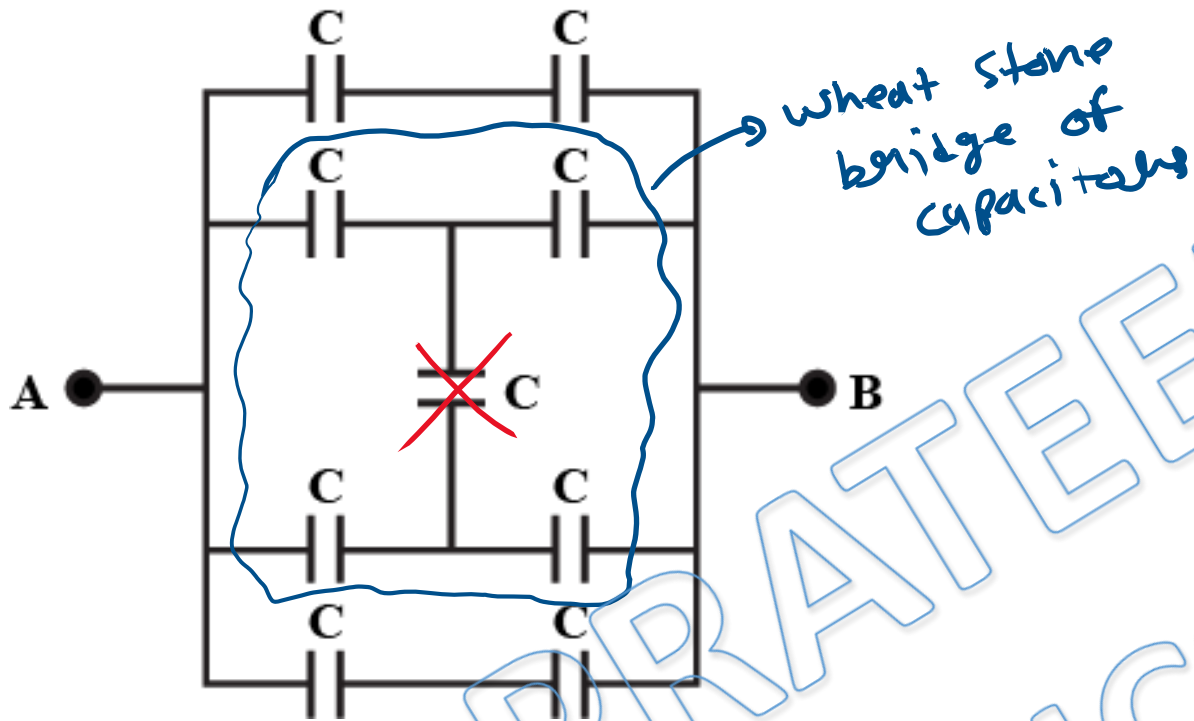 C C
wheat stone
bridge of
capacitors
C C
A C B
C C
C C
PRATEE